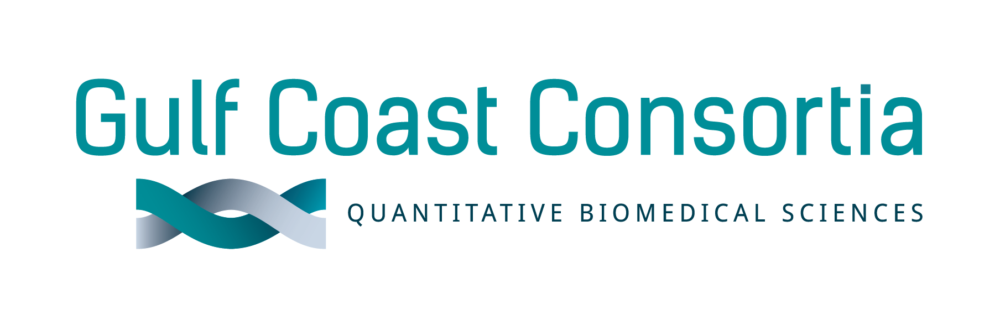 Gulf Coast Consortia
QUANTITATIVE BIOMEDICAL SCIENCES